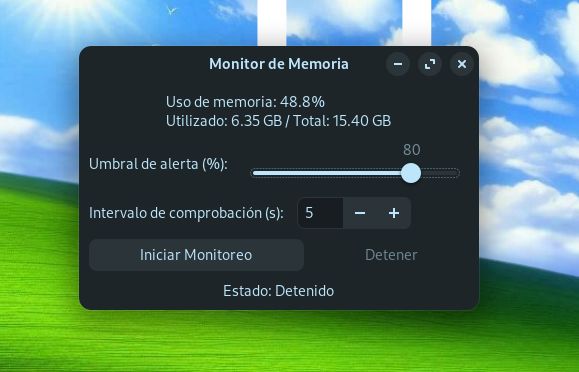 Monitor de Memoria
Uso de memoria: 48.8%
Utilizado: 6.35 GB / Total: 15.40 GB
80
Umbral de alerta (%):
Intervalo de comprobación (s): 5
Iniciar Monitoreo Detener
Estado: Detenido